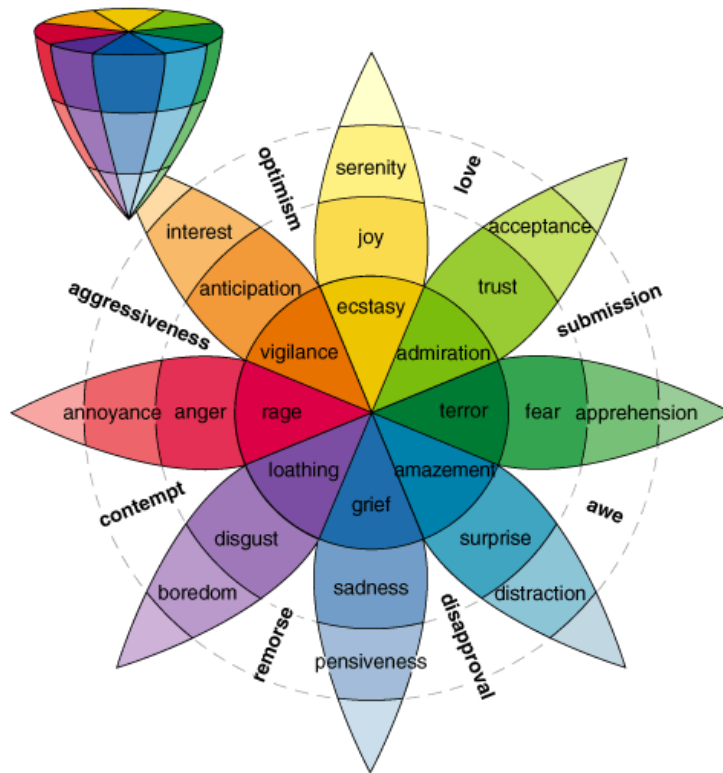 optimism
love
serenity
interest
acceptance
joy
anticipation
trust
aggressiveness
submission
ecstasy
vigilance
admiration
annoyance
anger
rage
terror
fear
apprehension
loathing
amazement
contempt
grief
awe
disgust
surprise
boredom
sadness
distraction
remorse
disapproval
pensiveness